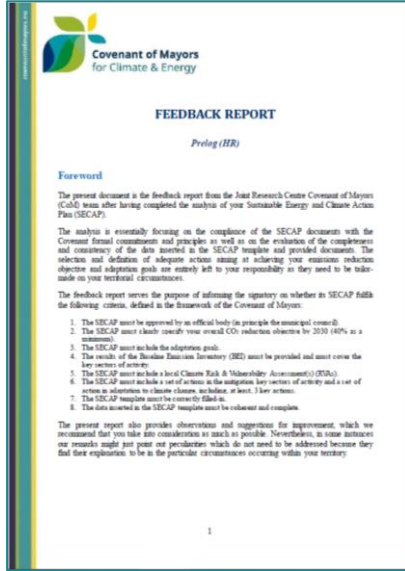 Covenant of Mayors
for Climate & Energy
FEEDBACK REPORT
Prelog (HR)
Foreword
The present document is the feedback report from the Joint Research Centre Covenant of Mayors
(CoM) team after having completed the analysis of your Sustainable Energy and Climate Action
Plan (SECAP).
The analysis is essentially focusing on the compliance of the SECAP documents with the
Covenant formal commitments and principles as well as on the evaluation of the completeness
and consistency of the data inserted in the SECAP template and provided documents. The
selection and definition of adequate actions aiming at achieving your emissions reduction
objective and adaptation goals are entirely left to your responsibility as they need to be tailor-
made on your territorial circumstances.
The feedback report serves the purpose of informing the signatory on whether its SECAP fulfils
the following criteria, defined in the framework of the Covenant of Mayors:
1. The SECAP must be approved by an official body (in principle the municipal council).
2. The SECAP must clearly specify your overall CO₂ reduction objective by 2030 (40% as a
minimum).
3. The SECAP must include the adaptation goals.
4. The results of the Baseline Emission Inventory (BEI) must be provided and must cover the
key sectors of activity.
5. The SECAP must include a local Climate Risk & Vulnerability Assessment(s) (RVAs).
6. The SECAP must include a set of actions in the mitigation key sectors of activity and a set of
action in adaptation to climate change, including, at least, 3 key actions.
7. The SECAP template must be correctly filled-in.
8. The data inserted in the SECAP template must be coherent and complete.
The present report also provides observations and suggestions for improvement, which we
recommend that you take into consideration as much as possible. Nevertheless, in some instances
our remarks might just point out peculiarities which do not need to be addressed because they
find their explanation to be in the particular circumstances occurring within your territory.
1